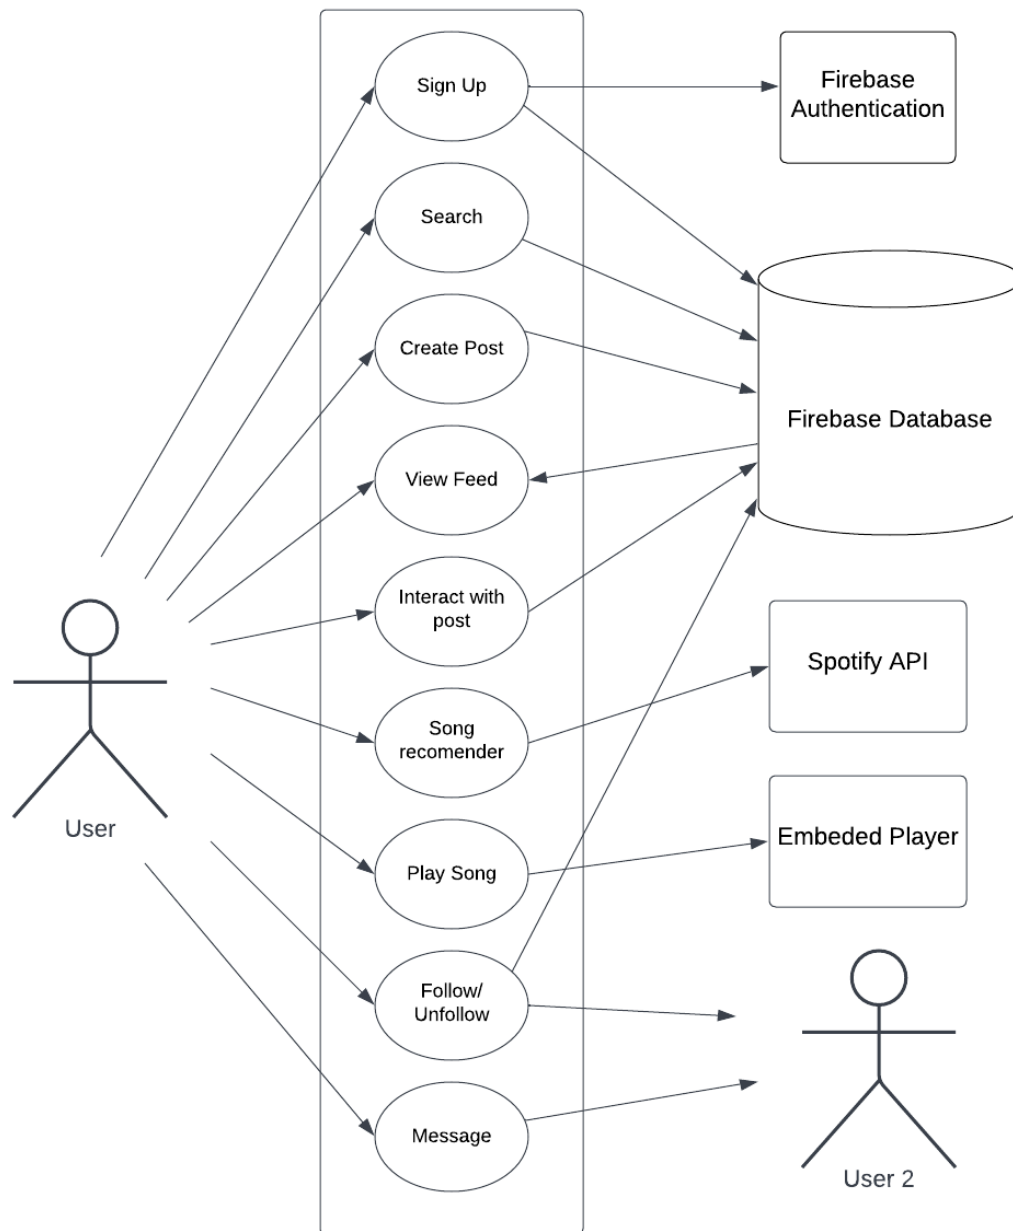 Sign Up
Firebase
Authentication
Search
Create Post
Firebase Database
View Feed
Interact with
post
Spotify API
Song
recomender
User
Embeded Player
Play Song
Follow/
Unfollow
Message
User 2